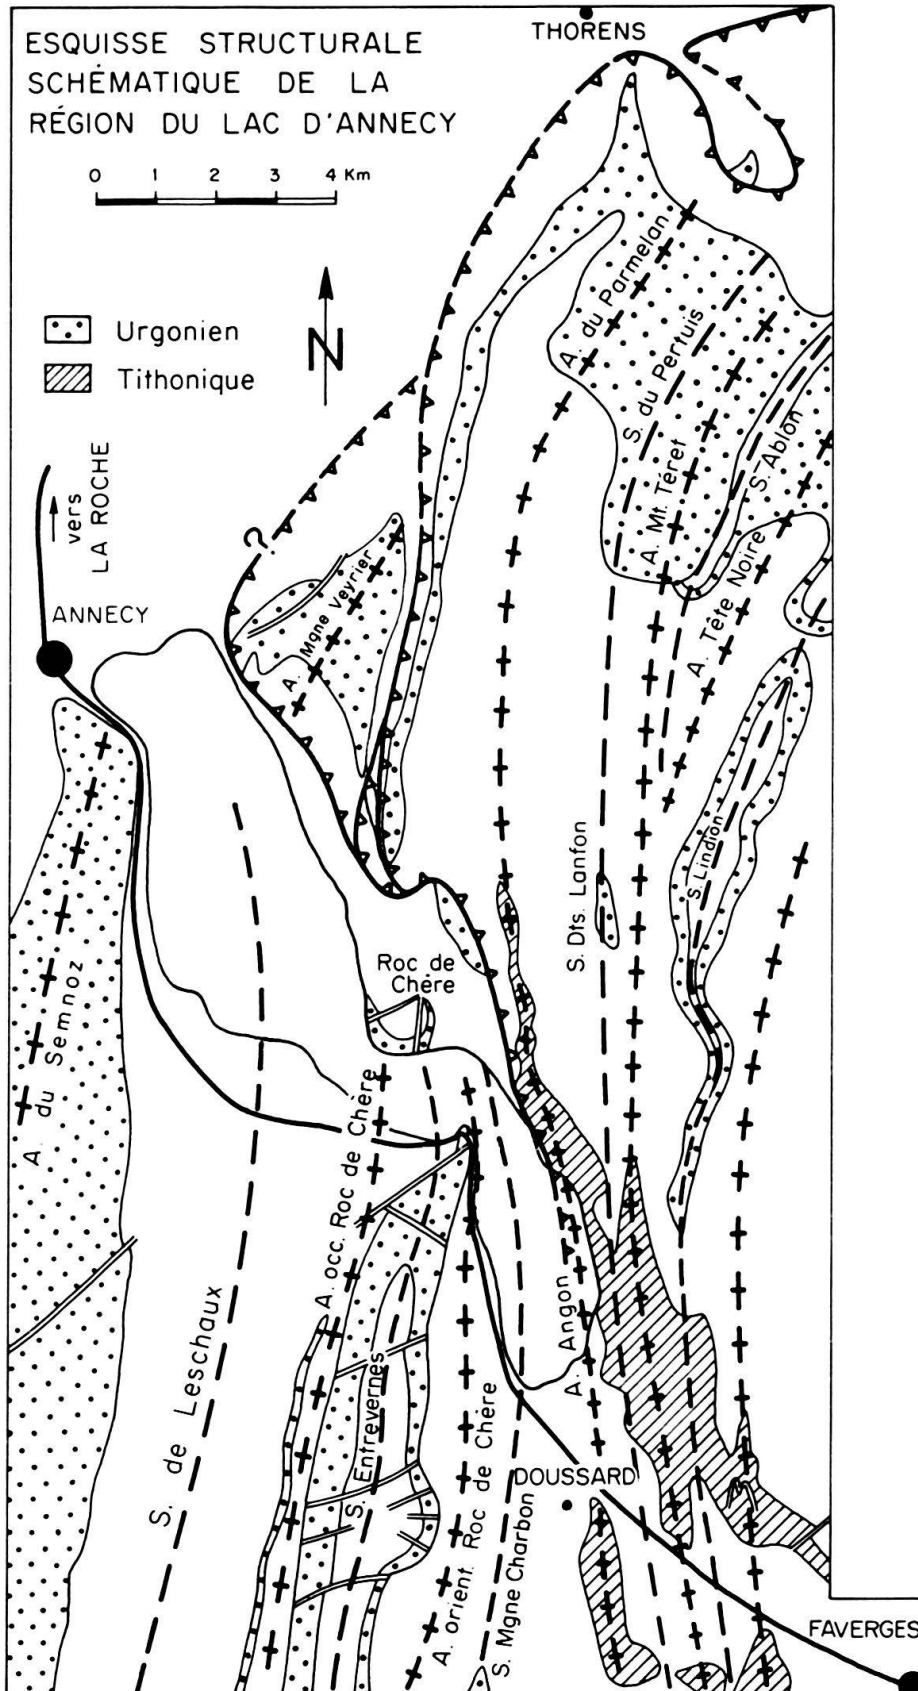 THORENS
ESQUISSE STRUCTURALE
SCHÉMATIQUE DE LA
RÉGION DU LAC D'ANNECY
0 1 2 3 4 Km
N
Urgonien
Tithonique
A. du Parmelan
S. du Pertuis
A. Mt. Téret
S. Ablon
A. Tête Noire
vers
LA ROCHE
?
ANNECY
A. Mgne Veyrier
S. Dts. Lanfon
S. Lindion
Roc de
Chère
A. du Semnoz
A. occ. Roc de Chère
S. de Leschaux
S. Entrevernes
A. Angon
A. orient. Roc de Chère
S. Mgne Charbon
DOUSSARD
FAVERGES